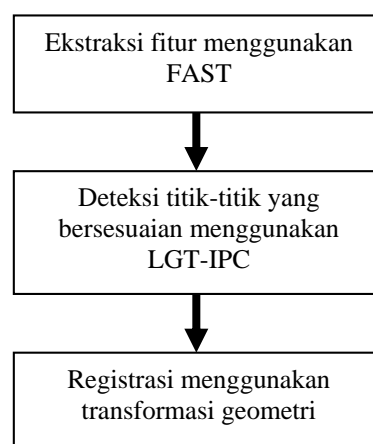 Ekstraksi fitur menggunakan
FAST
Deteksi titik-titik yang
bersesuaian menggunakan
LGT-IPC
Registrasi menggunakan
transformasi geometri